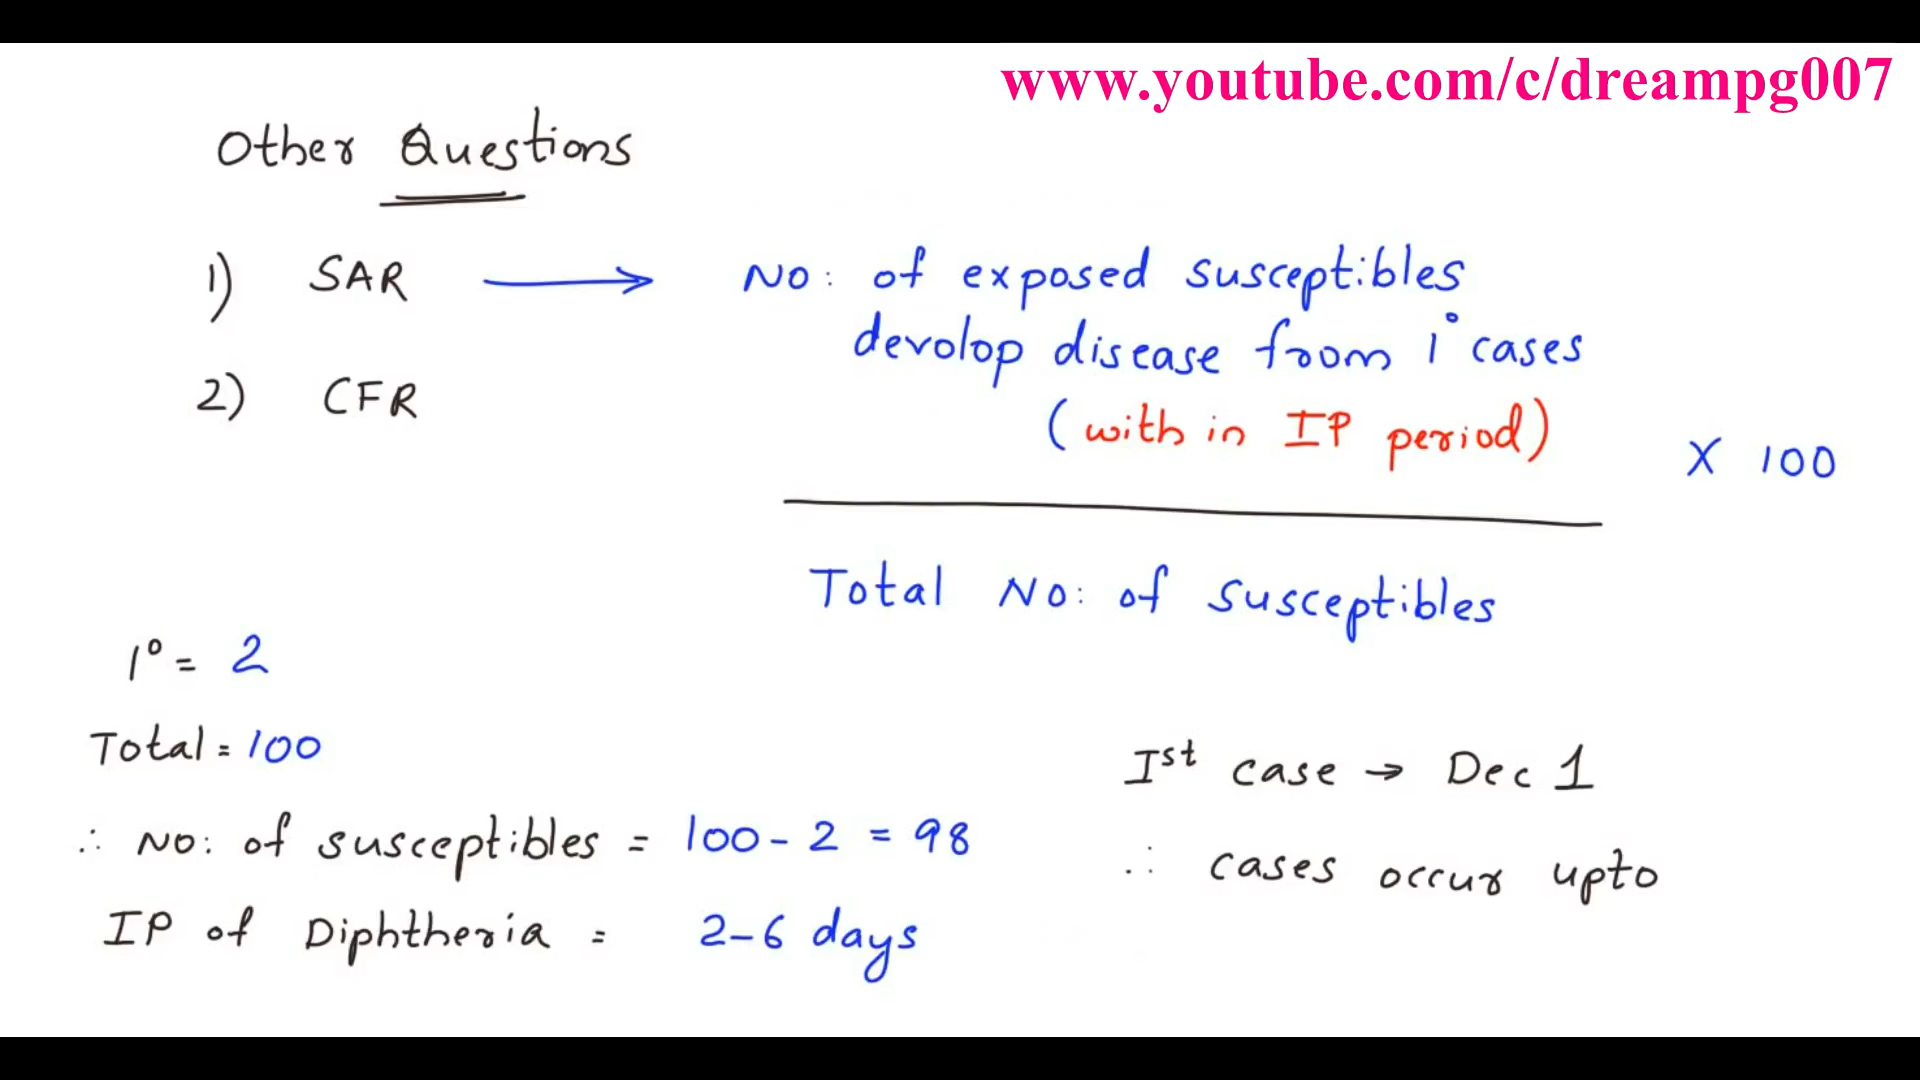 www.youtube.com/c/dreampg007
Other Questions
1) SAR → No: of exposed susceptibles
devolop disease from 1° cases
2) CFR
(with in IP period)
X 100
Total No: of susceptibles
1° = 2
Total = 100
Ist case → Dec 1
∴ No: of susceptibles = 100 - 2 = 98
∴ cases occur upto
IP of Diphtheria = 2-6 days